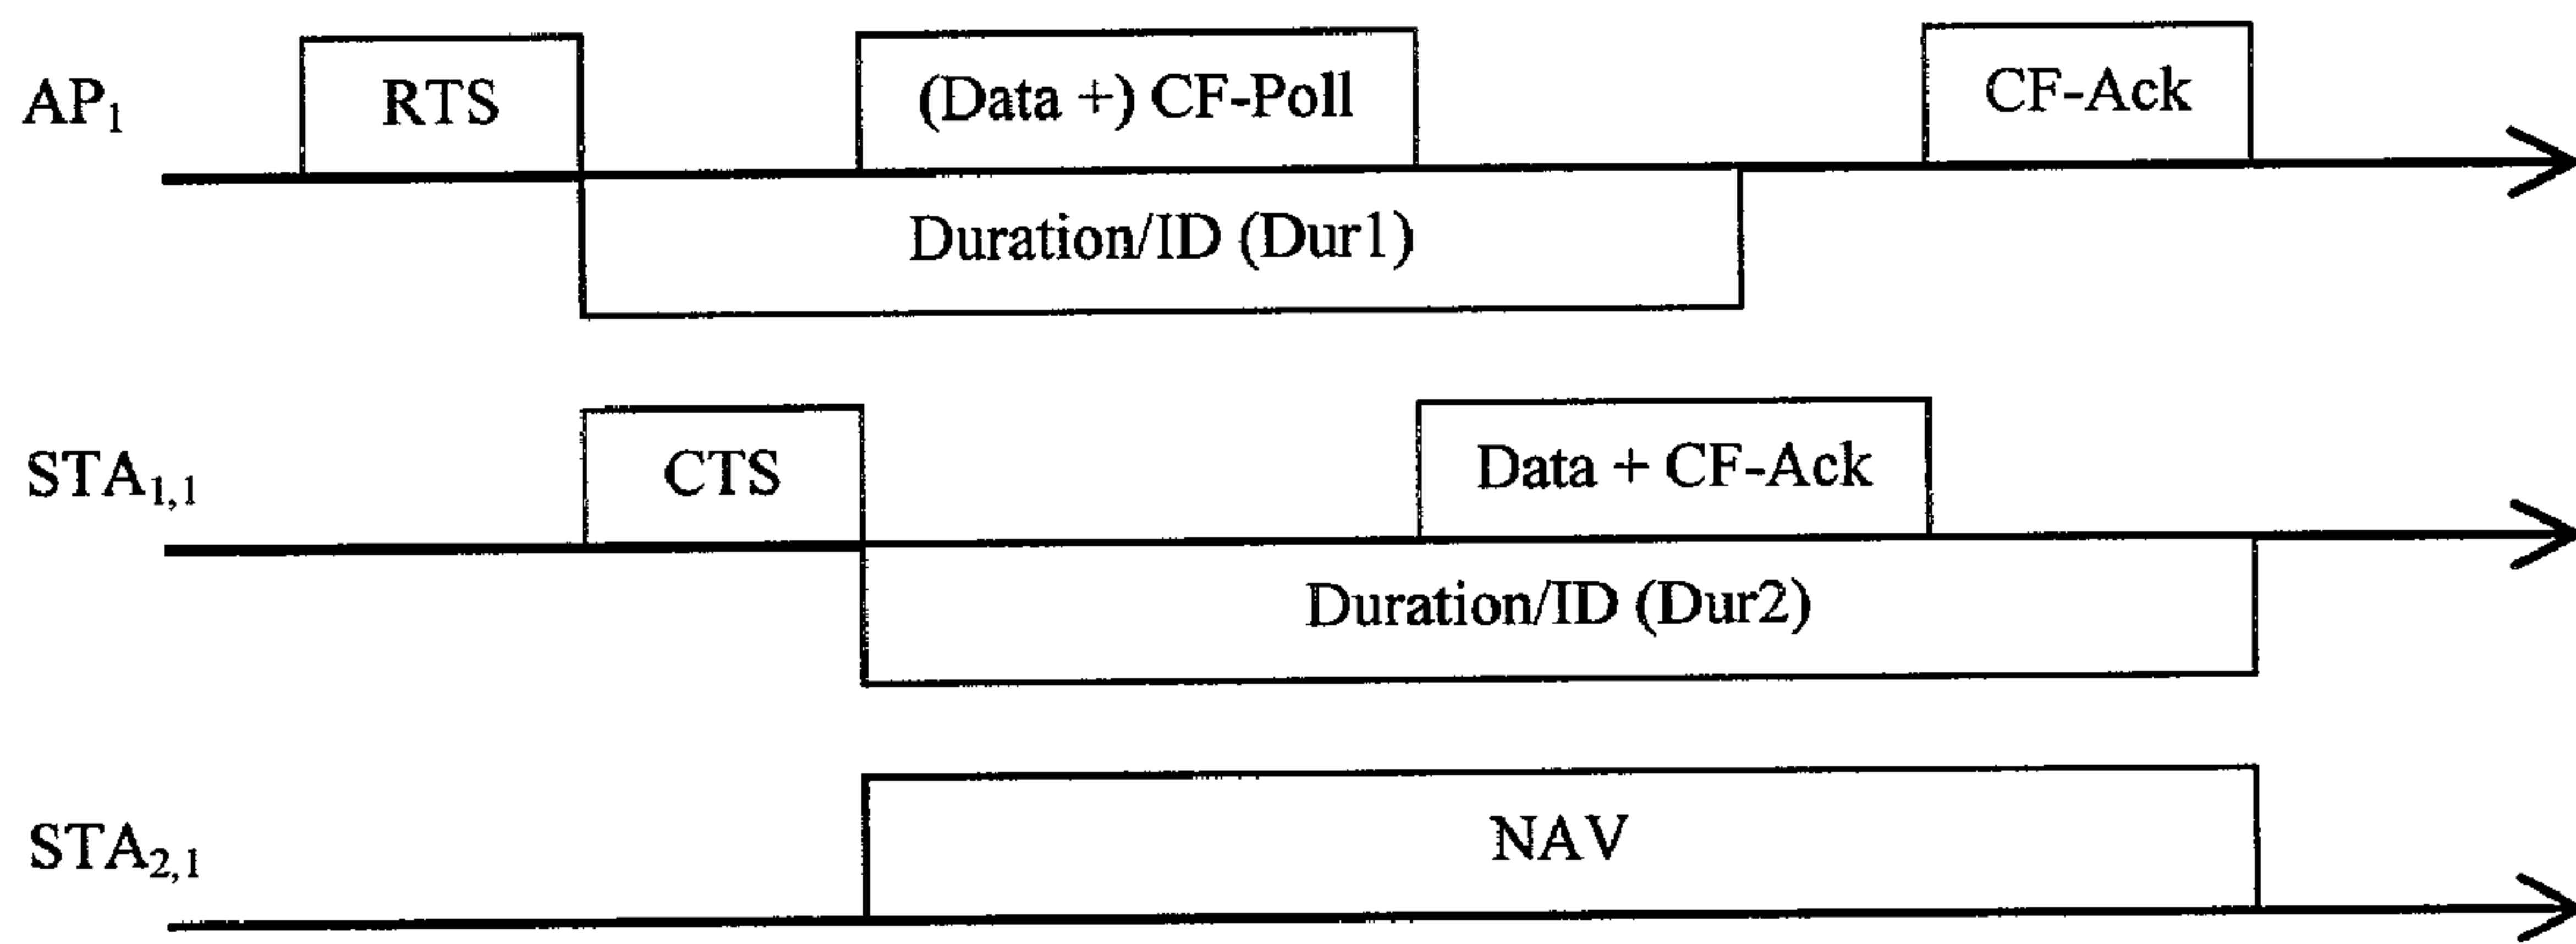 AP1 RTS (Data +) CF-Poll CF-Ack
Duration/ID (Dur1)
STA1,1 CTS Data + CF-Ack
Duration/ID (Dur2)
STA2,1 NAV